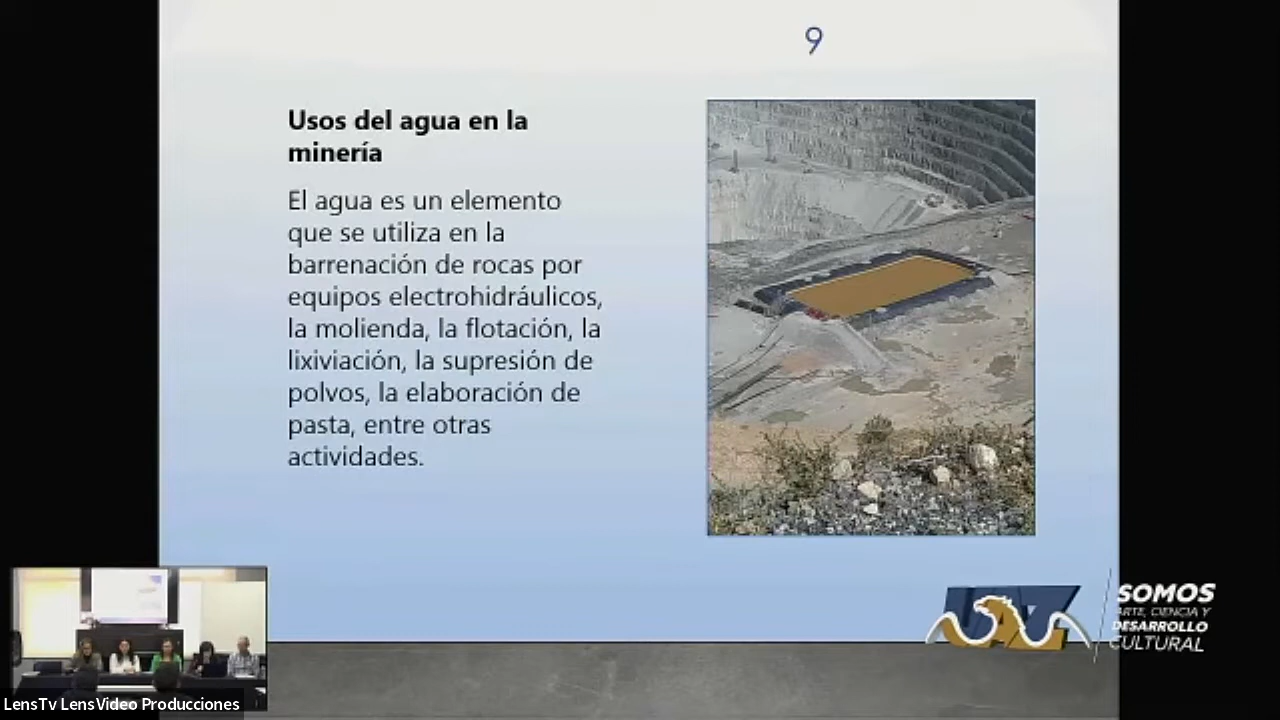 9
Usos del agua en la
minería
El agua es un elemento
que se utiliza en la
barrenación de rocas por
equipos electrohidráulicos,
la molienda, la flotación, la
lixiviación, la supresión de
polvos, la elaboración de
pasta, entre otras
actividades.
UAZ
SOMOS
ARTE, CIENCIA Y
DESARROLLO
CULTURAL
LensTv LensVideo Producciones